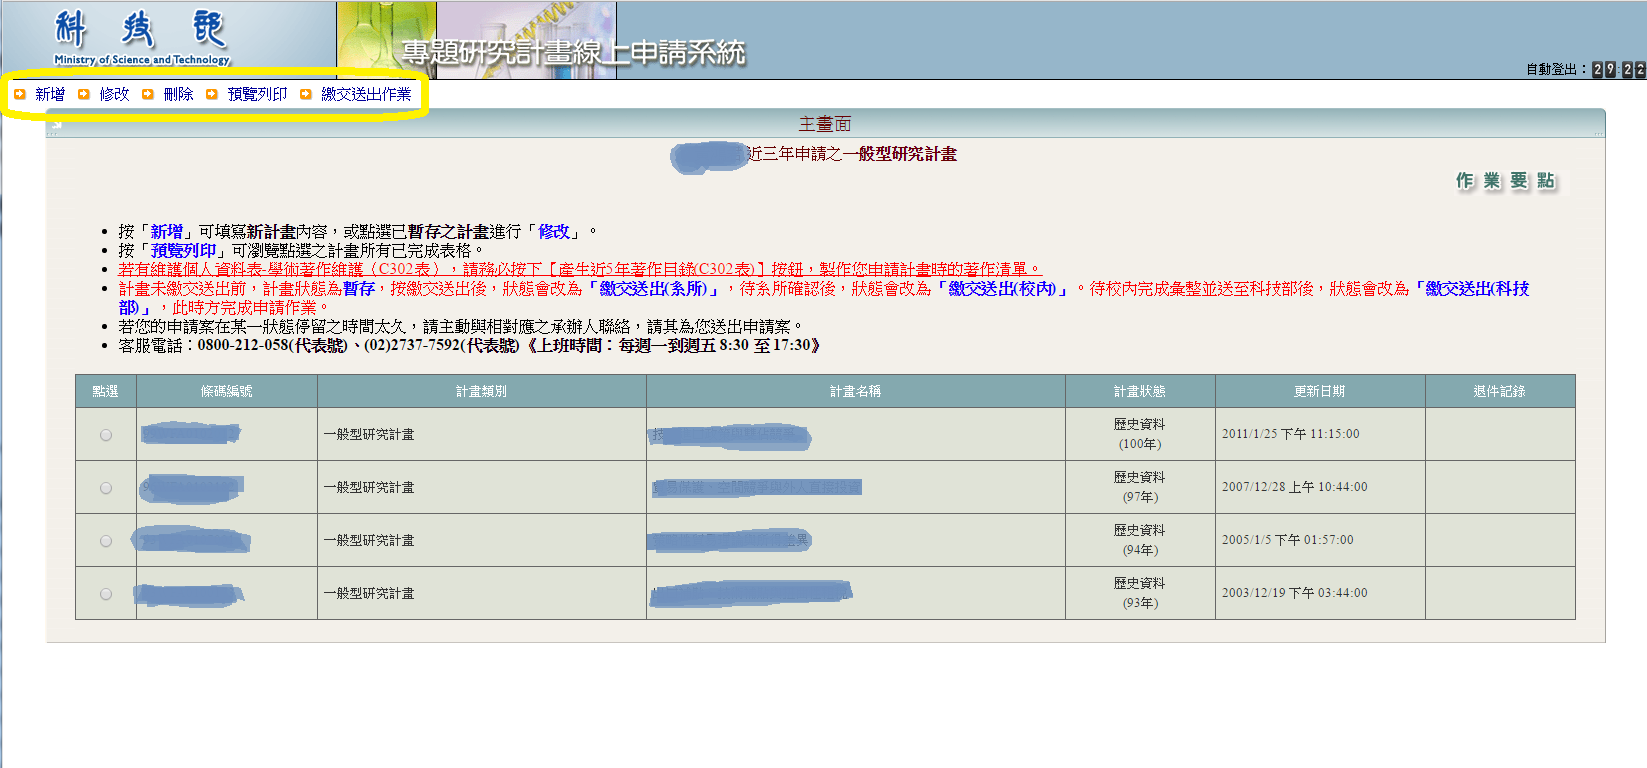 科技部
Ministry of Science and Technology
專題研究計畫線上申請系統
自動登出：29:22
新增 修改 刪除 預覽列印 繳交送出作業
主畫面
近三年申請之一般型研究計畫
作業要點
按「新增」可填寫新計畫內容，或點選已暫存之計畫進行「修改」。
按「預覽列印」可瀏覽點選之計畫所有已完成表格。
若有維護個人資料表-學術著作維護（C302表），請務必按下【產生近5年著作目錄(C302表)】按鈕，製作您申請計畫時的著作清單。
計畫未繳交送出前，計畫狀態為暫存，按繳交送出後，狀態會改為「繳交送出(系所)」，待系所確認後，狀態會改為「繳交送出(校內)」。待校內完成彙整並送至科技部後，狀態會改為「繳交送出(科技
部)」，此時方完成申請作業。
若您的申請案在某一狀態停留之時間太久，請主動與相對應之承辦人聯絡，請其為您送出申請案。
客服電話：0800-212-058(代表號)、(02)2737-7592(代表號)《上班時間：每週一到週五 8:30 至 17:30》
點選 條碼編號 計畫類別 計畫名稱 計畫狀態 更新日期 退件記錄
一般型研究計畫 歷史資料 2011/1/25 下午 11:15:00
(100年)
一般型研究計畫 歷史資料 2007/12/28 上午 10:44:00
(97年)
一般型研究計畫 歷史資料 2005/1/5 下午 01:57:00
(94年)
一般型研究計畫 歷史資料 2003/12/19 下午 03:44:00
(93年)